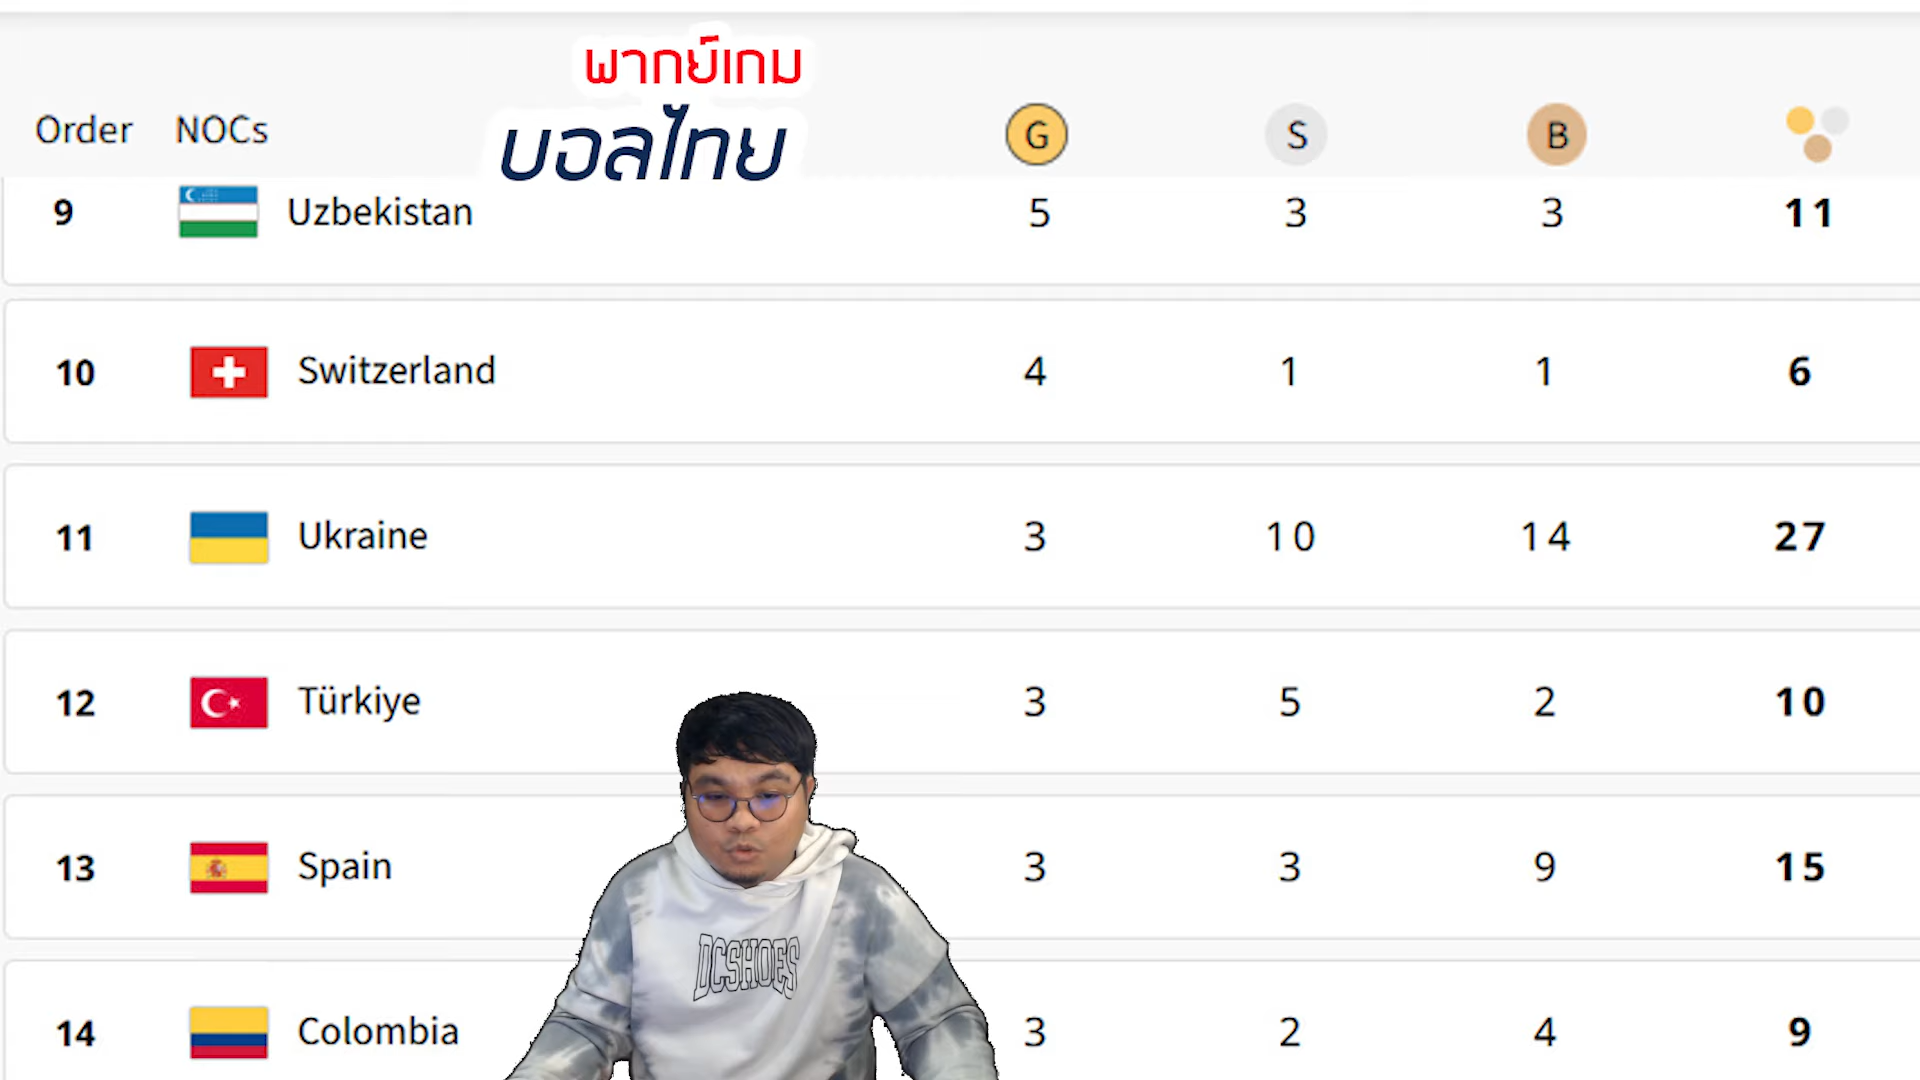 พากย์เกม
บอลไทย
Order NOCs G S B
9 Uzbekistan 5 3 3 11
10 Switzerland 4 1 1 6
11 Ukraine 3 10 14 27
12 Türkiye 3 5 2 10
13 Spain 3 3 9 15
14 Colombia 3 2 4 9
DCSHOES